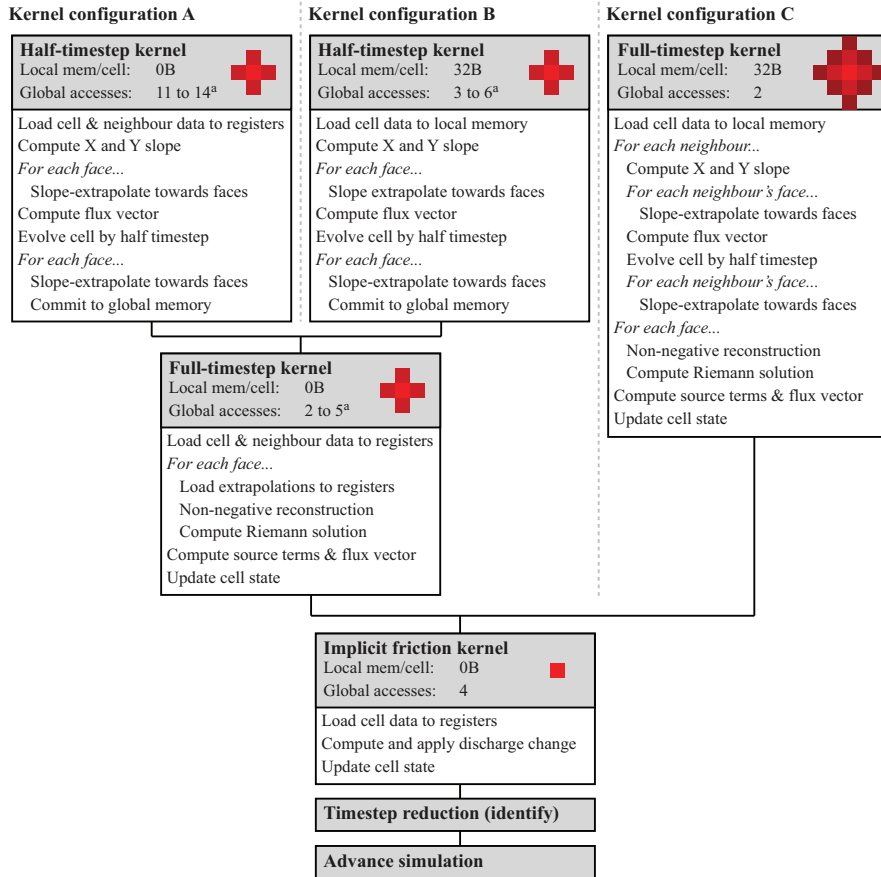 Kernel configuration A
Kernel configuration B
Kernel configuration C
Half-timestep kernel
Local mem/cell: 0B
Global accesses: 11 to 14a
Load cell & neighbour data to registers
Compute X and Y slope
For each face...
Slope-extrapolate towards faces
Compute flux vector
Evolve cell by half timestep
For each face...
Slope-extrapolate towards faces
Commit to global memory
Half-timestep kernel
Local mem/cell: 32B
Global accesses: 3 to 6a
Load cell data to local memory
Compute X and Y slope
For each face...
Slope extrapolate towards faces
Compute flux vector
Evolve cell by half timestep
For each face...
Slope-extrapolate towards faces
Commit to global memory
Full-timestep kernel
Local mem/cell: 32B
Global accesses: 2
Load cell data to local memory
For each neighbour...
Compute X and Y slope
For each neighbour's face...
Slope-extrapolate towards faces
Compute flux vector
Evolve cell by half timestep
For each neighbour's face...
Slope-extrapolate towards faces
For each face...
Non-negative reconstruction
Compute Riemann solution
Compute source terms & flux vector
Update cell state
Full-timestep kernel
Local mem/cell: 0B
Global accesses: 2 to 5a
Load cell & neighbour data to registers
For each face...
Load extrapolations to registers
Non-negative reconstruction
Compute Riemann solution
Compute source terms & flux vector
Update cell state
Implicit friction kernel
Local mem/cell: 0B
Global accesses: 4
Load cell data to registers
Compute and apply discharge change
Update cell state
Timestep reduction (identify)
Advance simulation